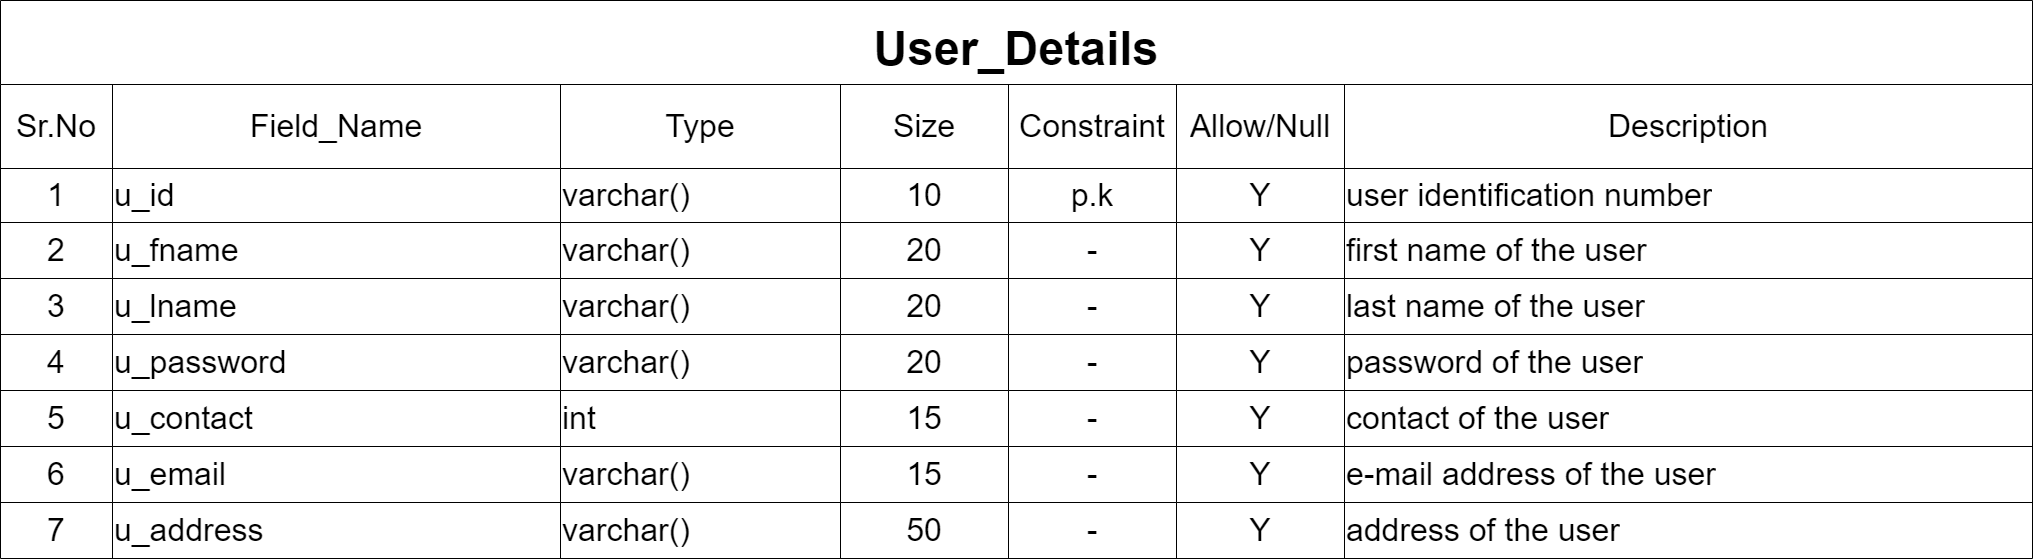 User_Details
Sr.No Field_Name Type Size Constraint Allow/Null Description
1 u_id varchar() 10 p.k Y user identification number
2 u_fname varchar() 20 - Y first name of the user
3 u_lname varchar() 20 - Y last name of the user
4 u_password varchar() 20 - Y password of the user
5 u_contact int 15 - Y contact of the user
6 u_email varchar() 15 - Y e-mail address of the user
7 u_address varchar() 50 - Y address of the user